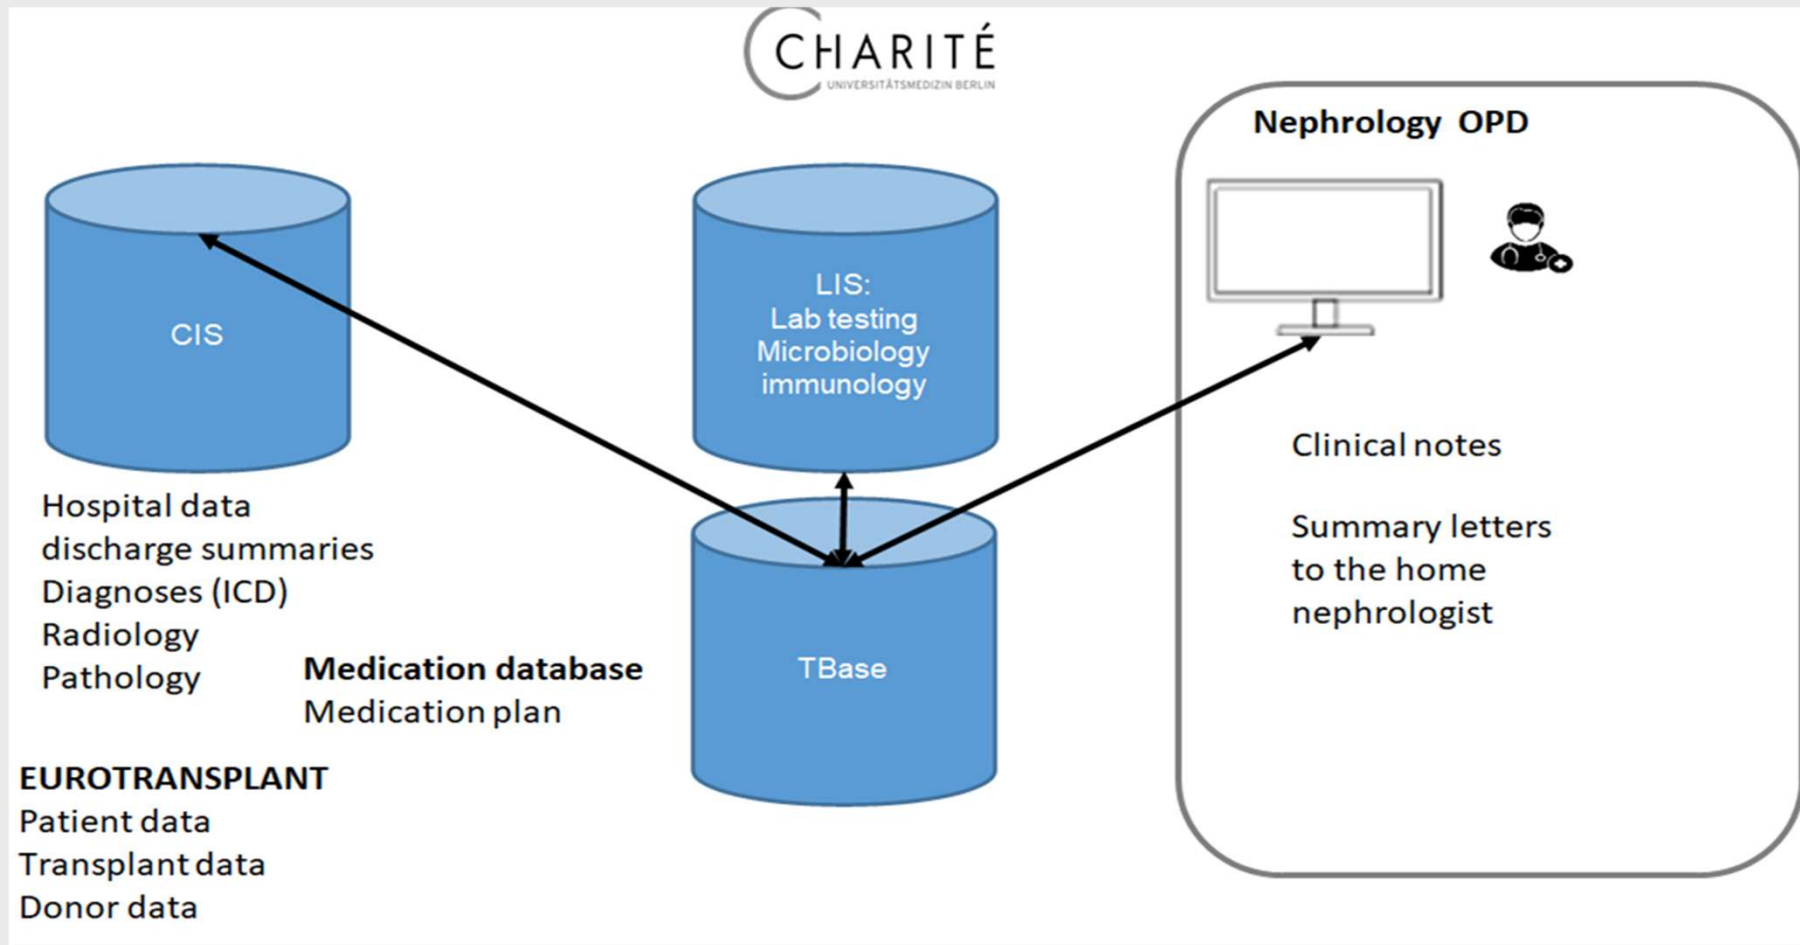 CHARITÉ
UNIVERSITÄTSMEDIZIN BERLIN
Nephrology OPD
CIS
LIS:
Lab testing
Microbiology
immunology
Clinical notes
Summary letters
to the home
nephrologist
Hospital data
discharge summaries
Diagnoses (ICD)
Radiology
Pathology
Medication database
Medication plan
TBase
EUROTRANSPLANT
Patient data
Transplant data
Donor data